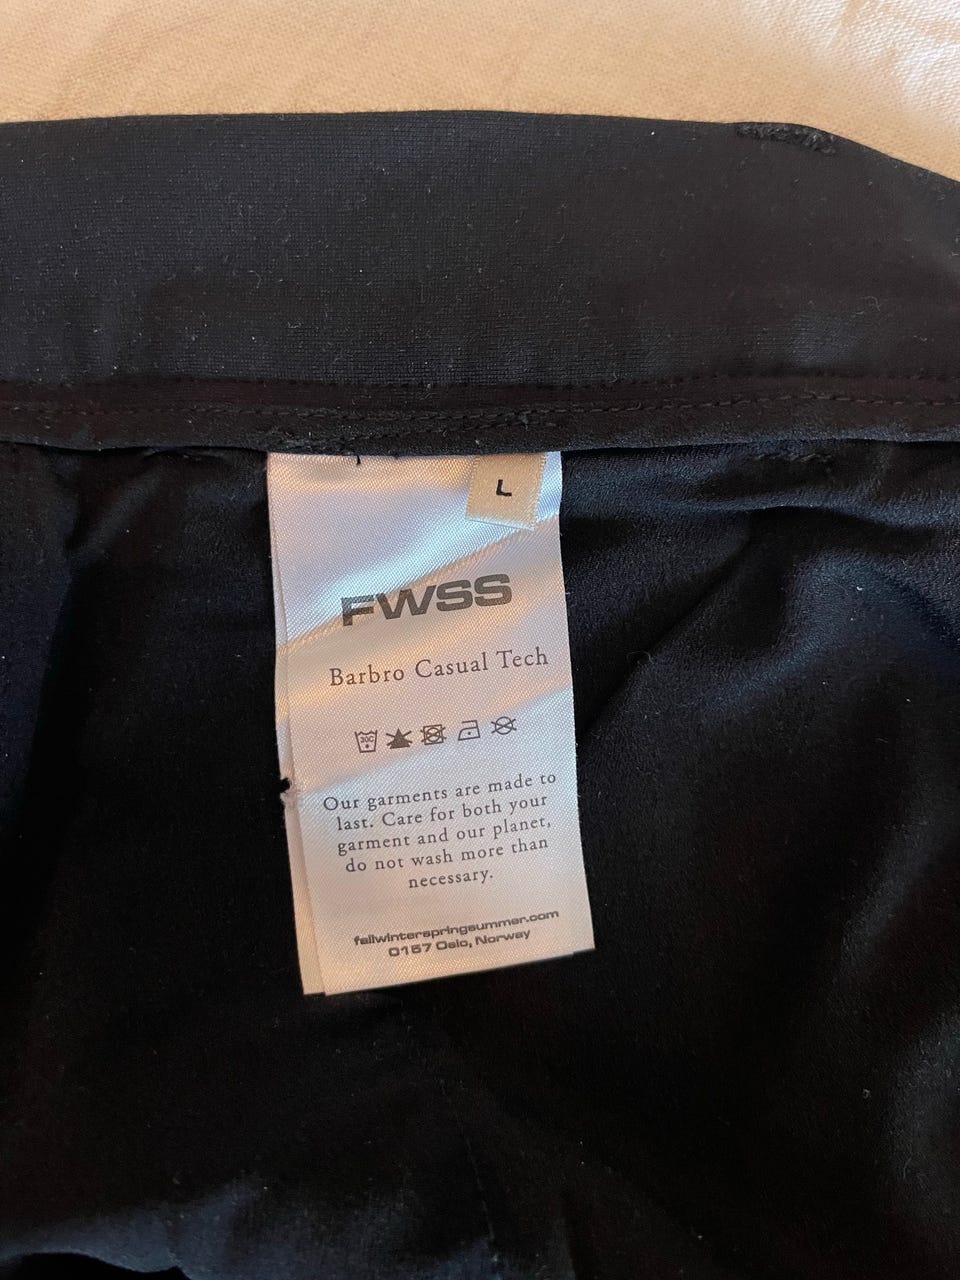 L
FWSS
Barbro Casual Tech
30C
Our garments are made to
last. Care for both your
garment and our planet,
do not wash more than
necessary.
fallwinterspringsummer.com
0157 Oslo, Norway